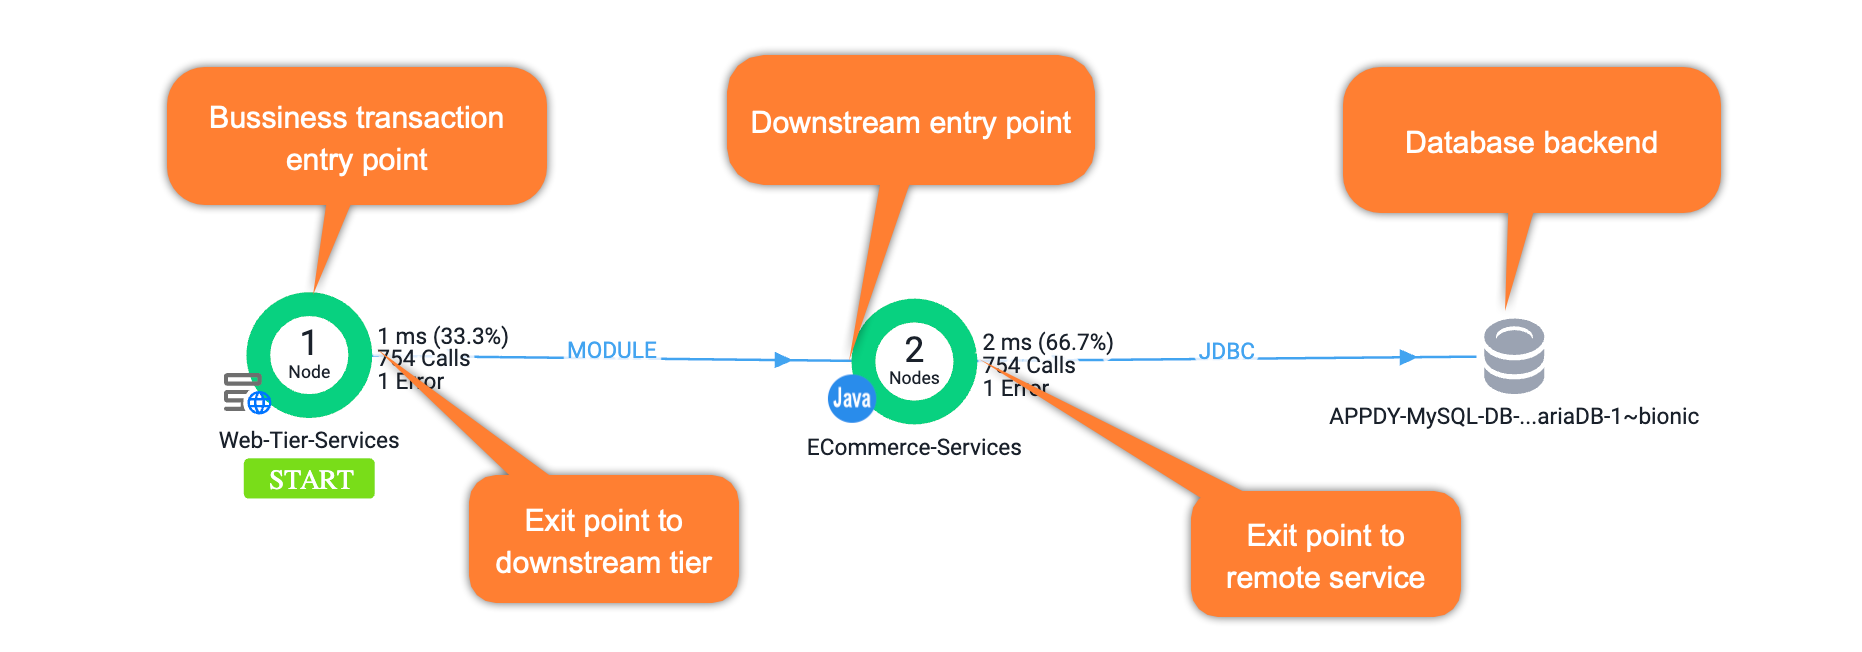 Bussiness transaction
entry point
Downstream entry point
Database backend
1
Node
1 ms (33.3%)
754 Calls
1 Error
MODULE
2
Nodes
2 ms (66.7%)
754 Calls
1 Error
JDBC
Java
Web-Tier-Services
START
ECommerce-Services
APPDY-MySQL-DB-...ariaDB-1~bionic
Exit point to
downstream tier
Exit point to
remote service